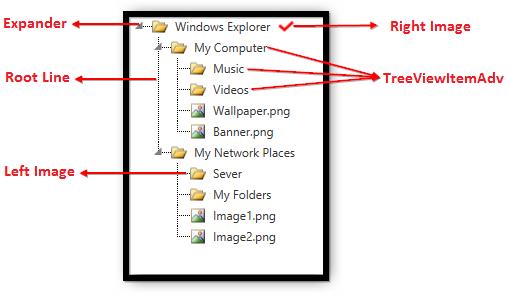 Expander
Windows Explorer
Right Image
My Computer
Root Line
Music
Videos
TreeViewItemAdv
Wallpaper.png
Banner.png
My Network Places
Left Image
Sever
My Folders
Image1.png
Image2.png